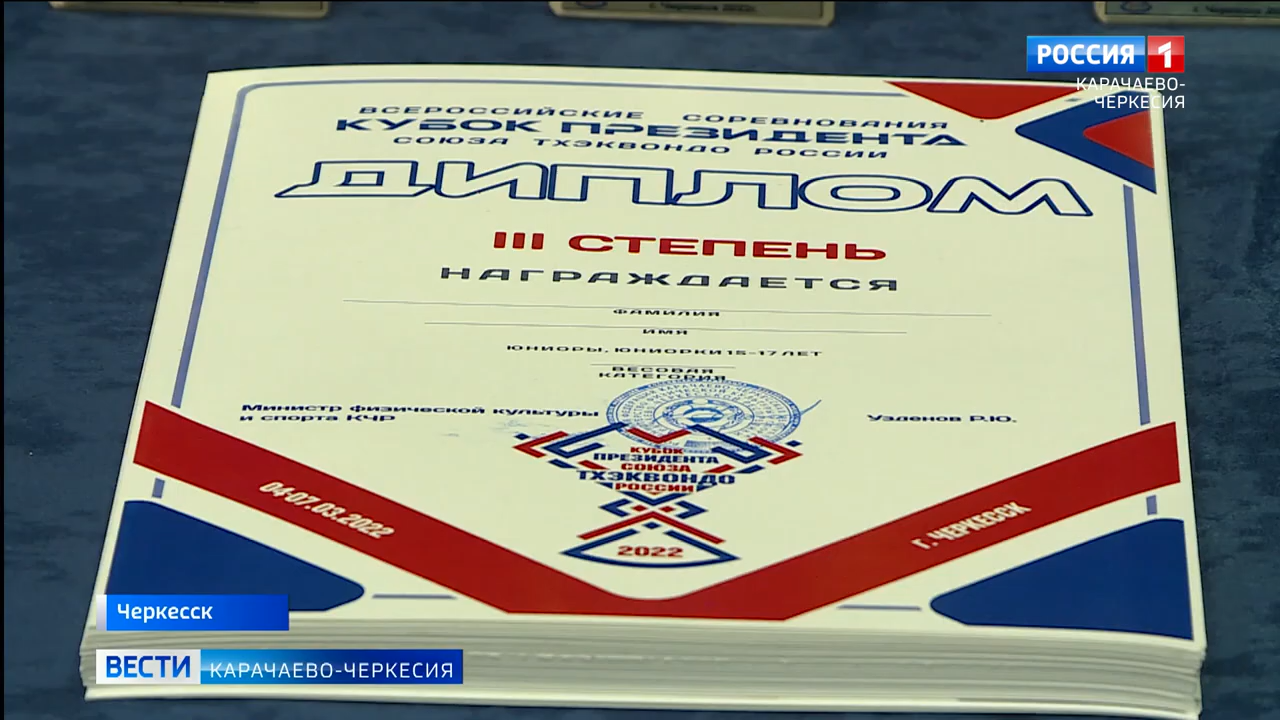 г. Черкесск
РОССИЯ 1
КАРАЧАЕВО-
ЧЕРКЕСИЯ
ВСЕРОССИЙСКИЕ СОРЕВНОВАНИЯ
КУБОК ПРЕЗИДЕНТА
СОЮЗА ТХЭКВОНДО РОССИИ
ДИПЛОМ
III СТЕПЕНЬ
НАГРАЖДАЕТСЯ
ФАМИЛИЯ
ИМЯ
ЮНИОРЫ, ЮНИОРКИ 15-17 ЛЕТ
ВЕСОВАЯ
КАТЕГОРИЯ
Министр физической культуры
и спорта КЧР
Узденов Р.Ю.
КУБОК
ПРЕЗИДЕНТА
СОЮЗА
ТХЭКВОНДО
РОССИИ
2022
04-07.03.2022
г. ЧЕРКЕССК
Черкесск
ВЕСТИ КАРАЧАЕВО-ЧЕРКЕСИЯ